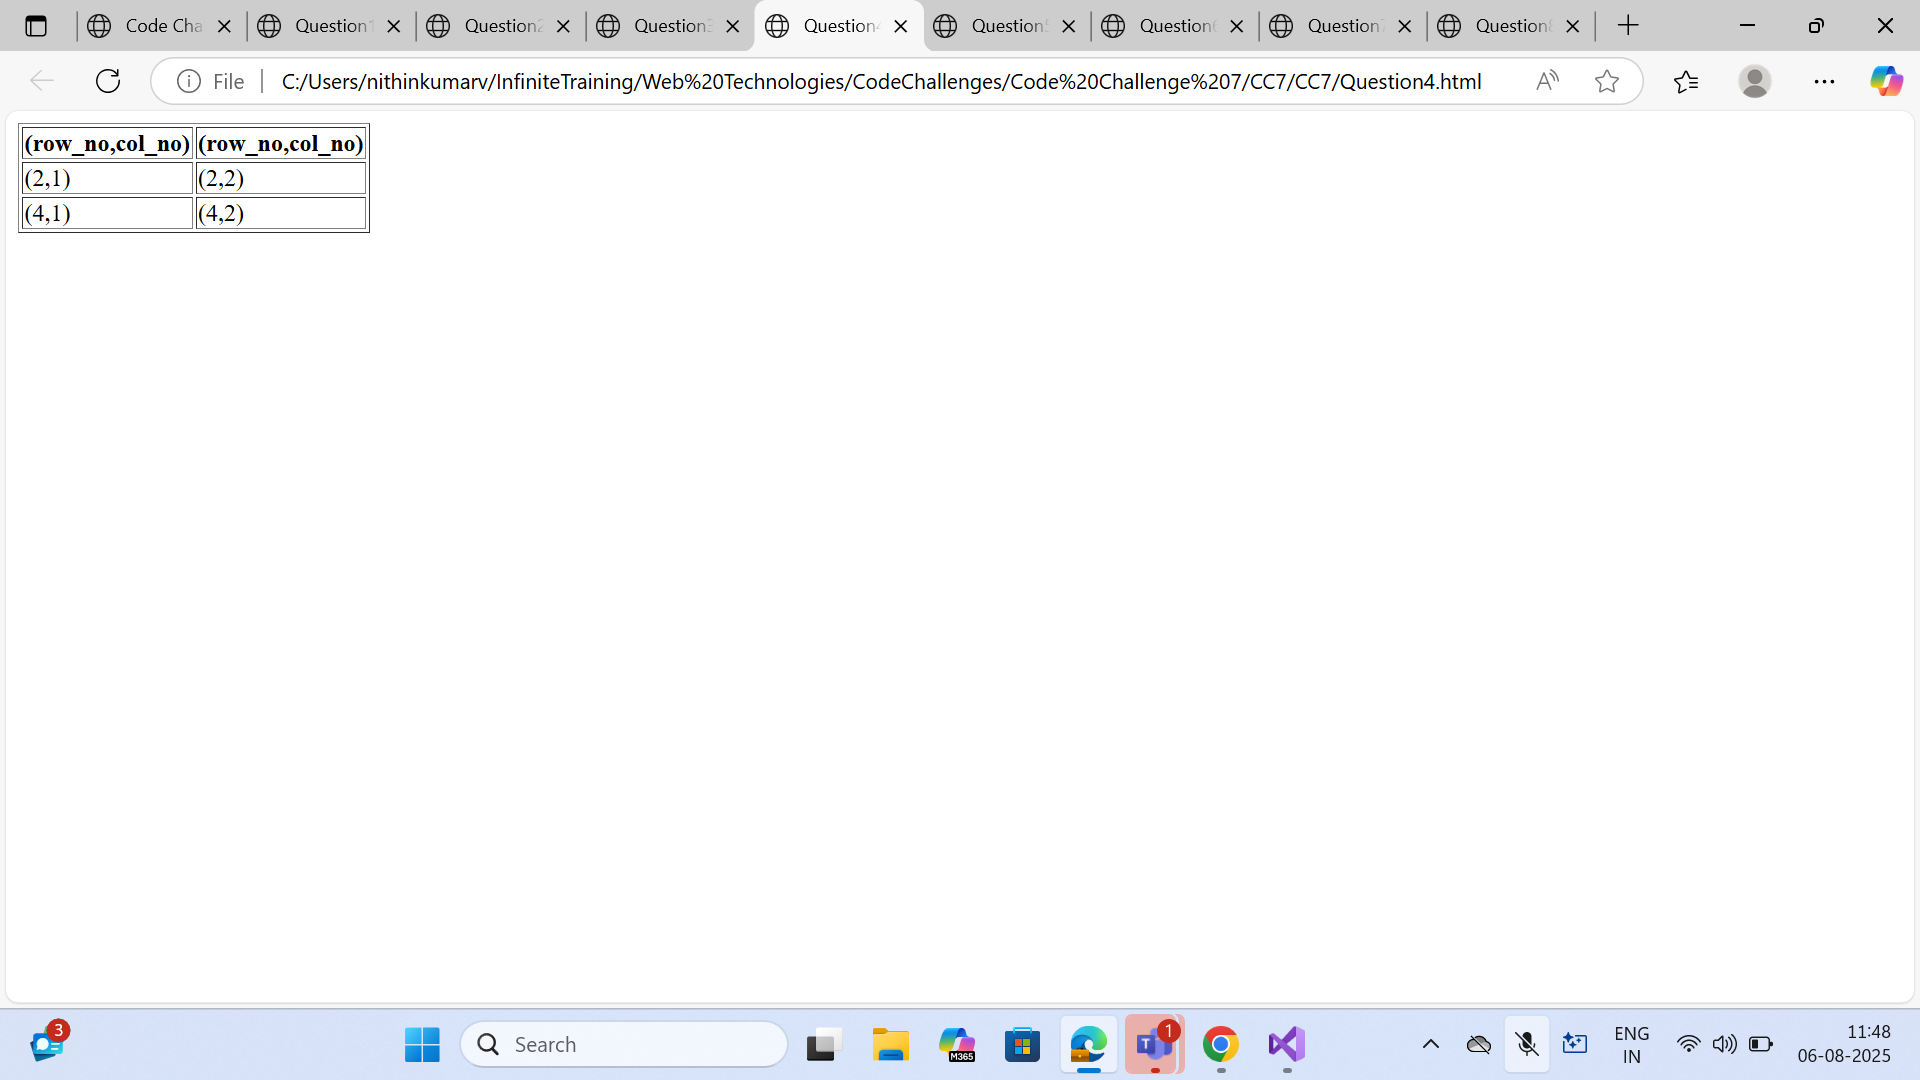 Code Cha
Question1
Question2
Question3
Question4
Question5
Question6
Question7
Question8
File
C:/Users/nithinkumarv/InfiniteTraining/Web%20Technologies/CodeChallenges/Code%20Challenge%207/CC7/CC7/Question4.html
(row_no,col_no) (row_no,col_no)
(2,1) (2,2)
(4,1) (4,2)
3
Search
M365
T
1
ENG
IN
11:48
06-08-2025